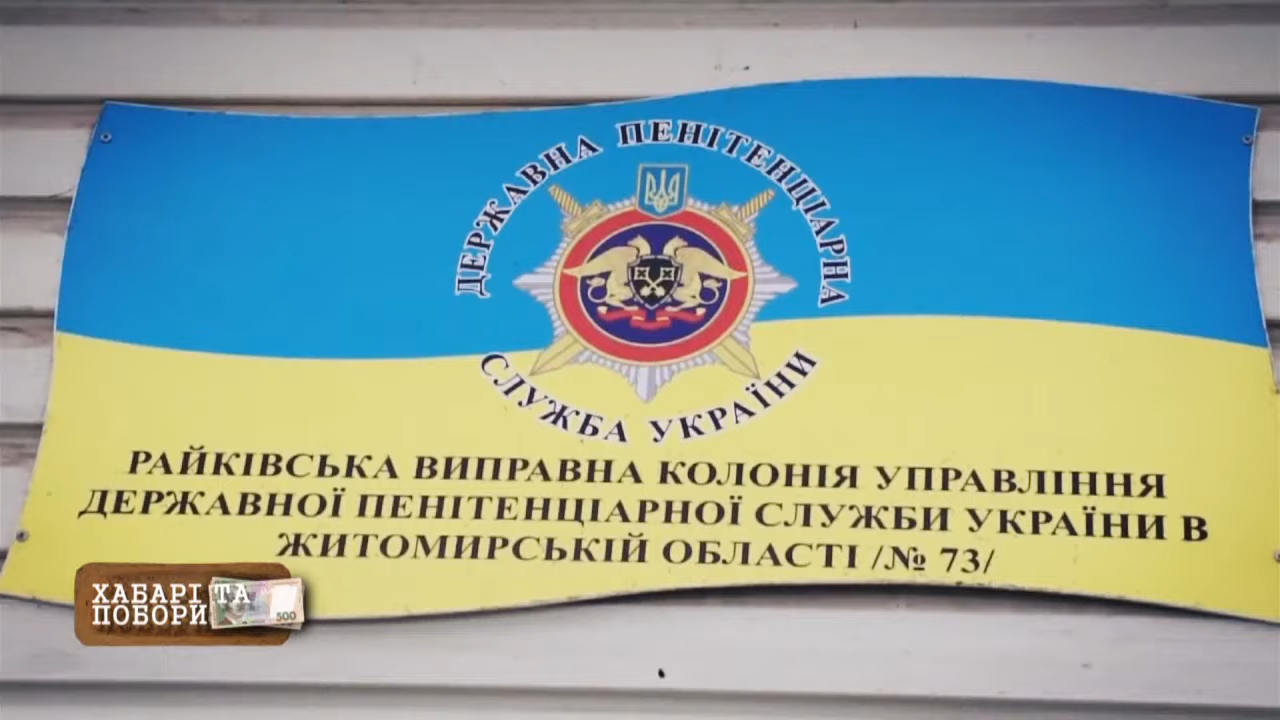 ДЕРЖАВНА ПЕНІТЕНЦІАРНА
СЛУЖБА УКРАЇНИ
РАЙКІВСЬКА ВИПРАВНА КОЛОНІЯ УПРАВЛІННЯ
ДЕРЖАВНОЇ ПЕНІТЕНЦІАРНОЇ СЛУЖБИ УКРАЇНИ В
ЖИТОМИРСЬКІЙ ОБЛАСТІ /№ 73/
ХАБАРІ ТА
ПОБОРИ
500